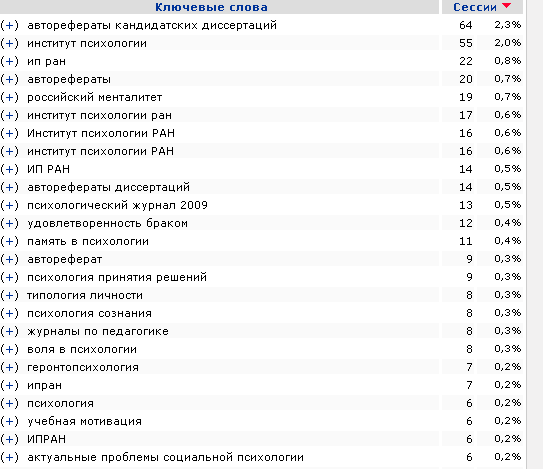 Ключевые слова Сессии
(+) авторефераты кандидатских диссертаций 64 2,3%
(+) институт психологии 55 2,0%
(+) ип ран 22 0,8%
(+) авторефераты 20 0,7%
(+) российский менталитет 19 0,7%
(+) институт психологии ран 17 0,6%
(+) Институт психологии РАН 16 0,6%
(+) институт психологии РАН 16 0,6%
(+) ИП РАН 14 0,5%
(+) авторефераты диссертаций 14 0,5%
(+) психологический журнал 2009 13 0,5%
(+) удовлетворенность браком 12 0,4%
(+) память в психологии 11 0,4%
(+) автореферат 9 0,3%
(+) психология принятия решений 9 0,3%
(+) типология личности 8 0,3%
(+) психология сознания 8 0,3%
(+) журналы по педагогике 8 0,3%
(+) воля в психологии 8 0,3%
(+) геронтопсихология 7 0,2%
(+) ипран 7 0,2%
(+) психология 6 0,2%
(+) учебная мотивация 6 0,2%
(+) ИПРАН 6 0,2%
(+) актуальные проблемы социальной психологии 6 0,2%